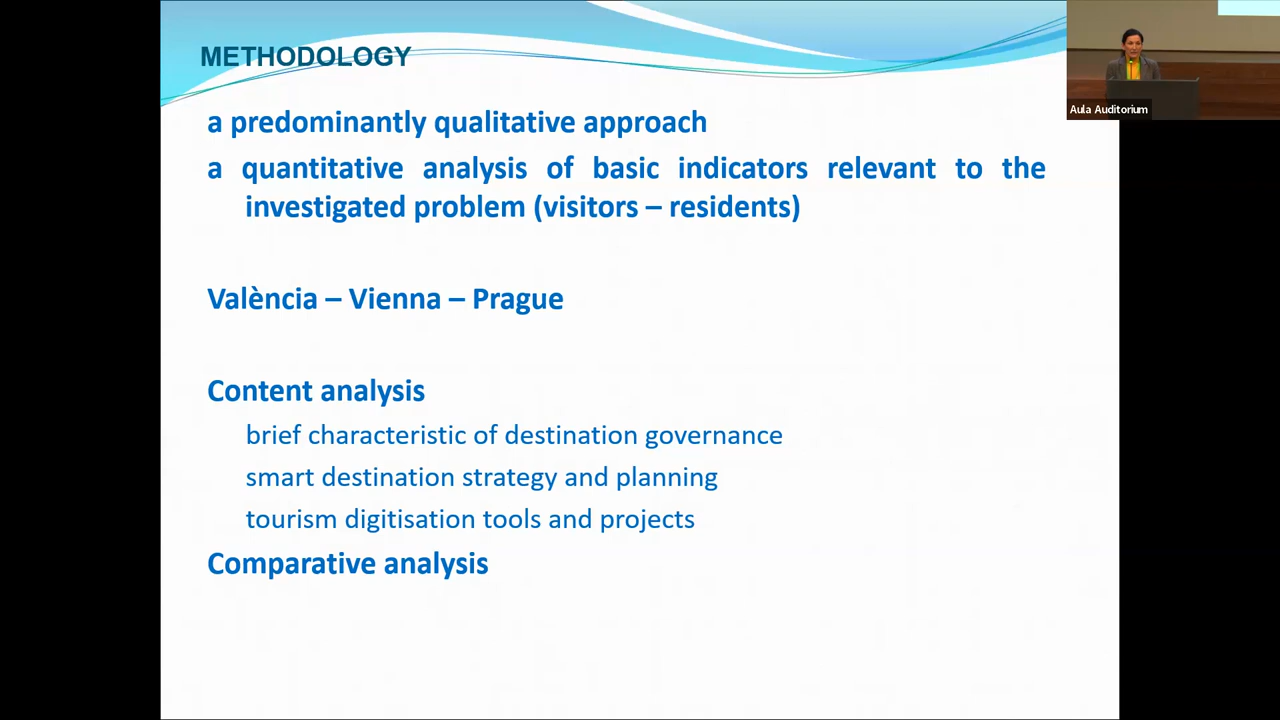 METHODOLOGY
Aula Auditorium
a predominantly qualitative approach
a quantitative analysis of basic indicators relevant to the
investigated problem (visitors – residents)
València – Vienna – Prague
Content analysis
brief characteristic of destination governance
smart destination strategy and planning
tourism digitisation tools and projects
Comparative analysis